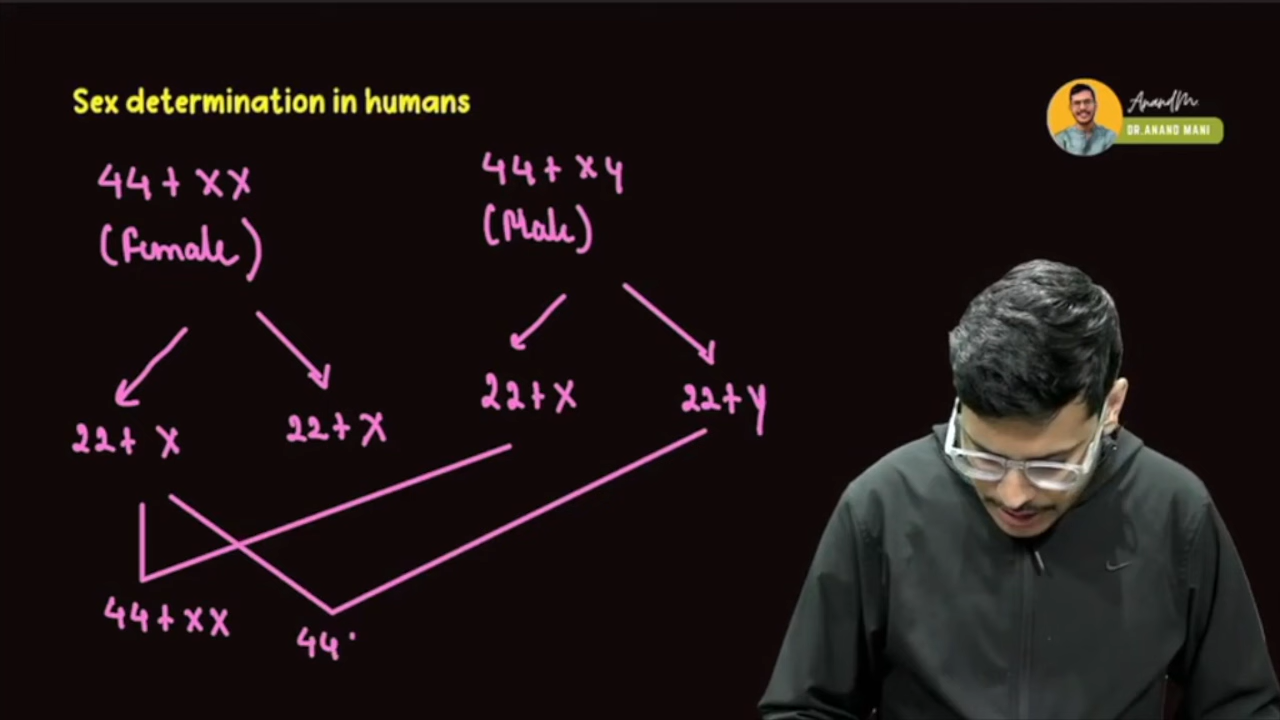 Sex determination in humans
AnandM.
DR.ANAND MANI
44+ XX
44+ XY
(Female)
(Male)
22+ X
22+X
22+X
22+Y
44+XX
44